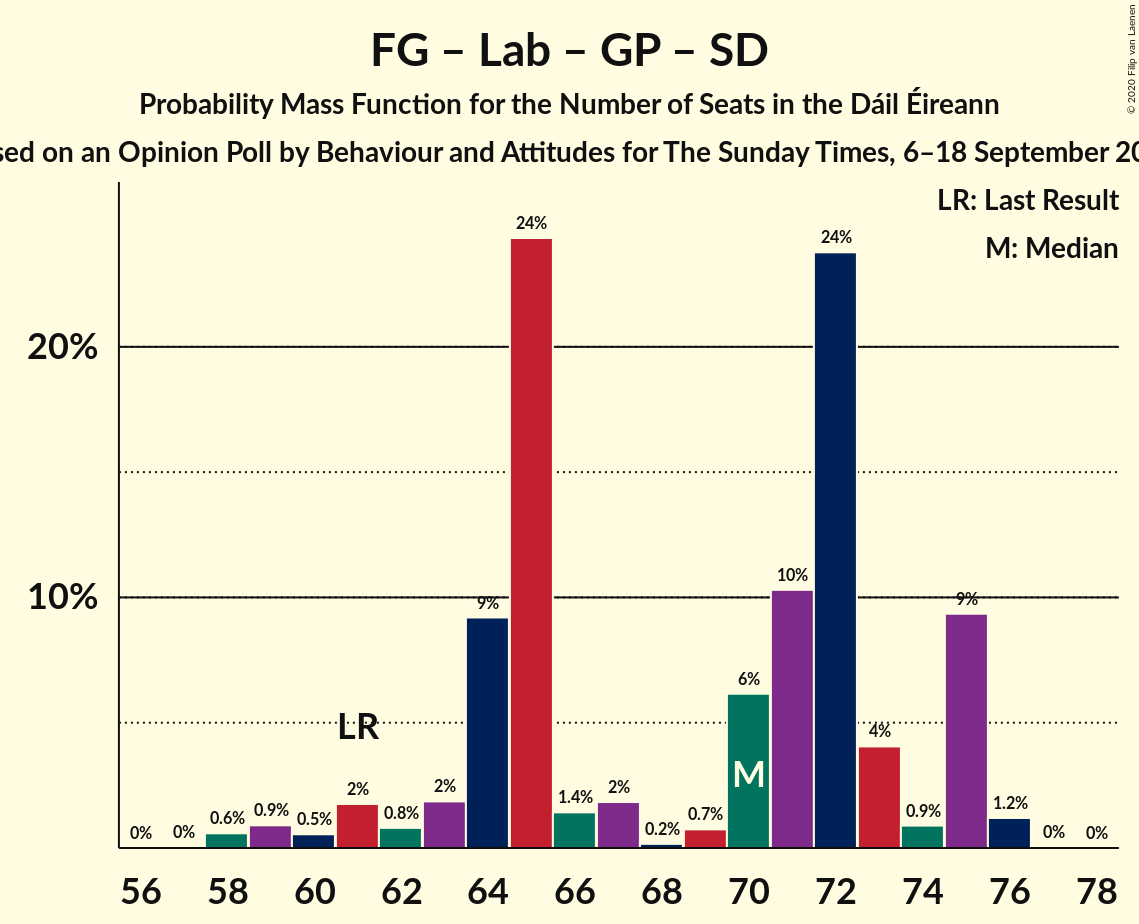 FG – Lab – GP – SD
Probability Mass Function for the Number of Seats in the Dáil Éireann
sed on an Opinion Poll by Behaviour and Attitudes for The Sunday Times, 6–18 September 20
© 2020 Filip van Laenen
LR: Last Result
M: Median
20%
10%
0% 0% 0.6% 0.9% 0.5% 2% 0.8% 2% 9% 24% 1.4% 2% 0.2% 0.7% 6% 10% 24% 4% 0.9% 9% 1.2% 0% 0%
LR
M
56 58 60 62 64 66 68 70 72 74 76 78